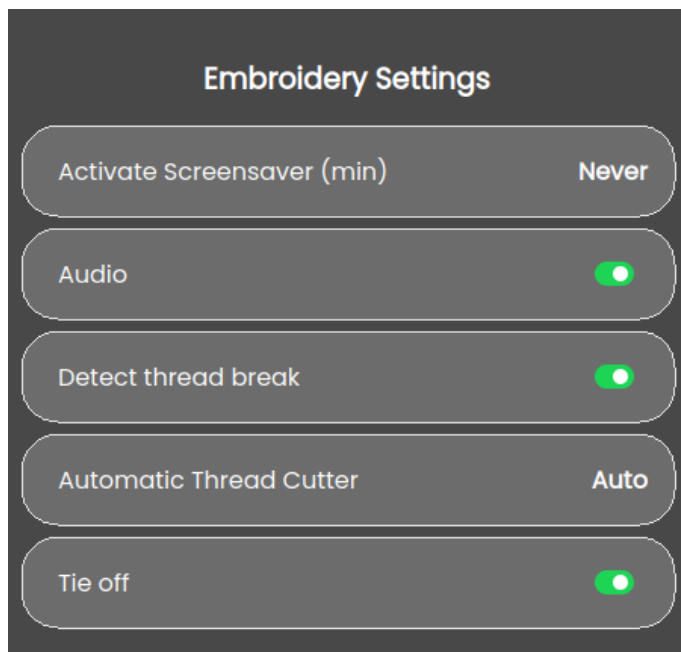 Embroidery Settings
Activate Screensaver (min) Never
Audio
Detect thread break
Automatic Thread Cutter Auto
Tie off